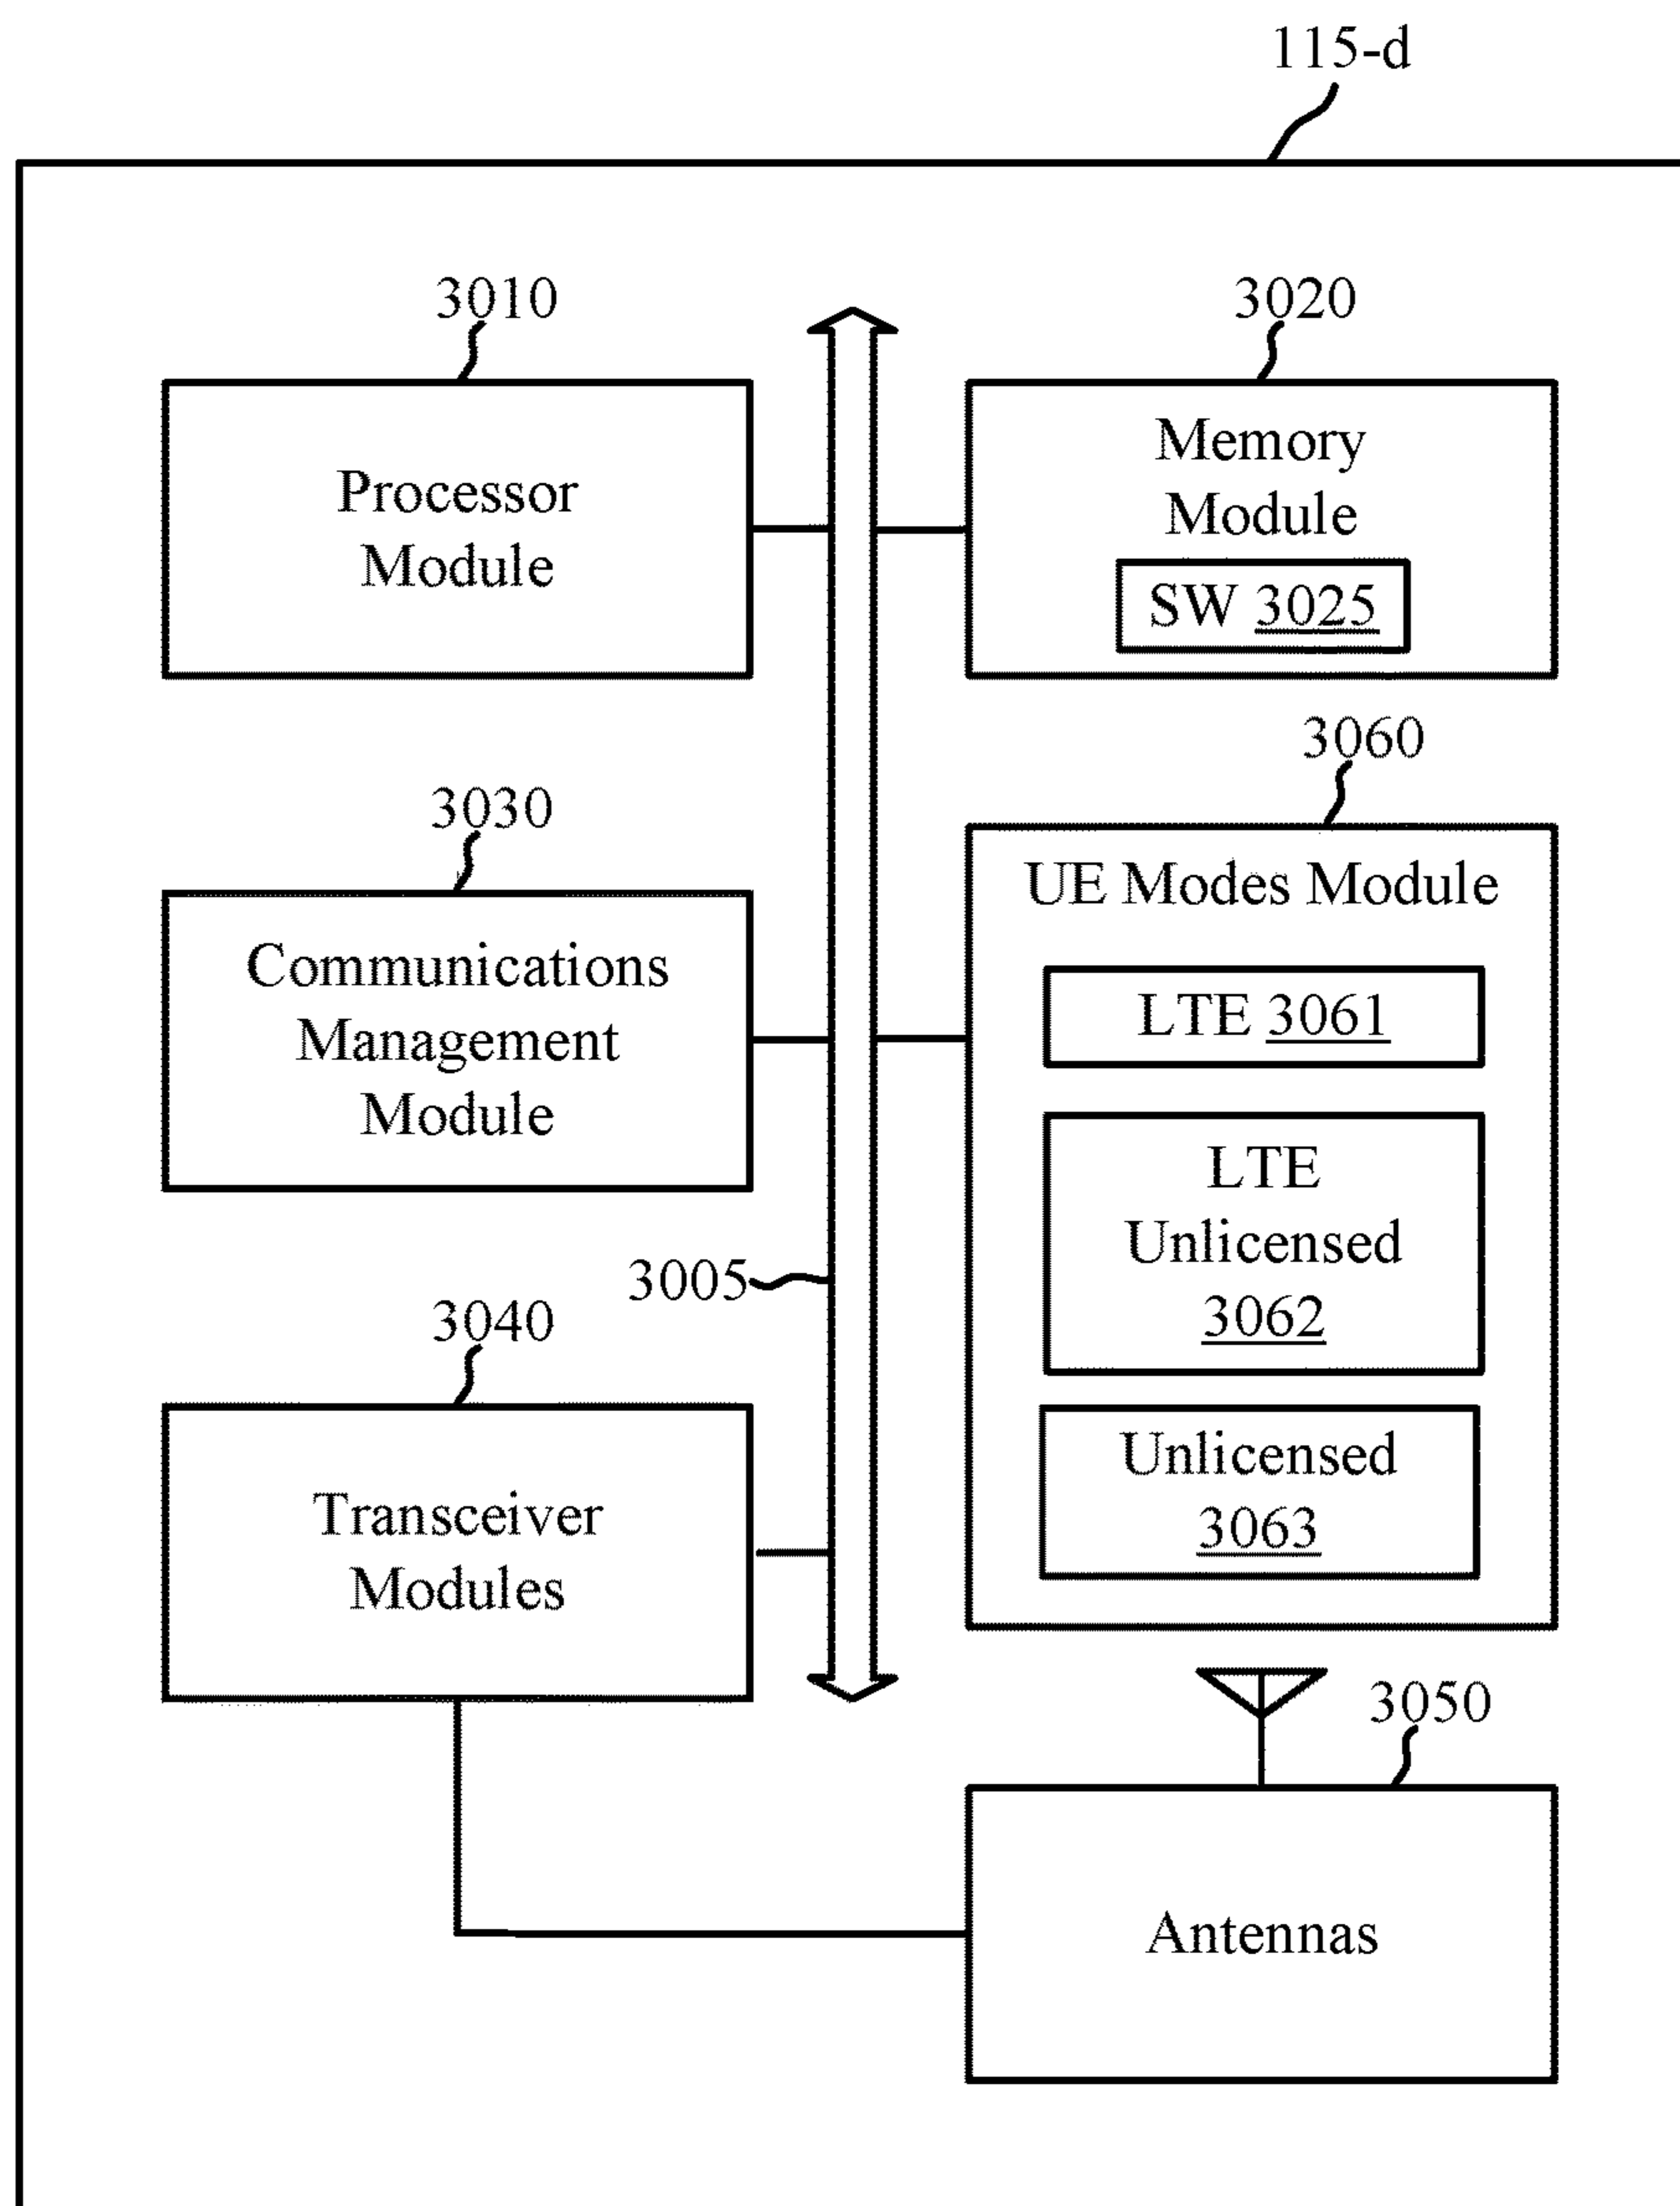 115-d
3010
Processor
Module
3020
Memory
Module
SW 3025
3030
Communications
Management
Module
3060
UE Modes Module
LTE 3061
LTE
Unlicensed
3062
Unlicensed
3063
3005
3040
Transceiver
Modules
3050
Antennas